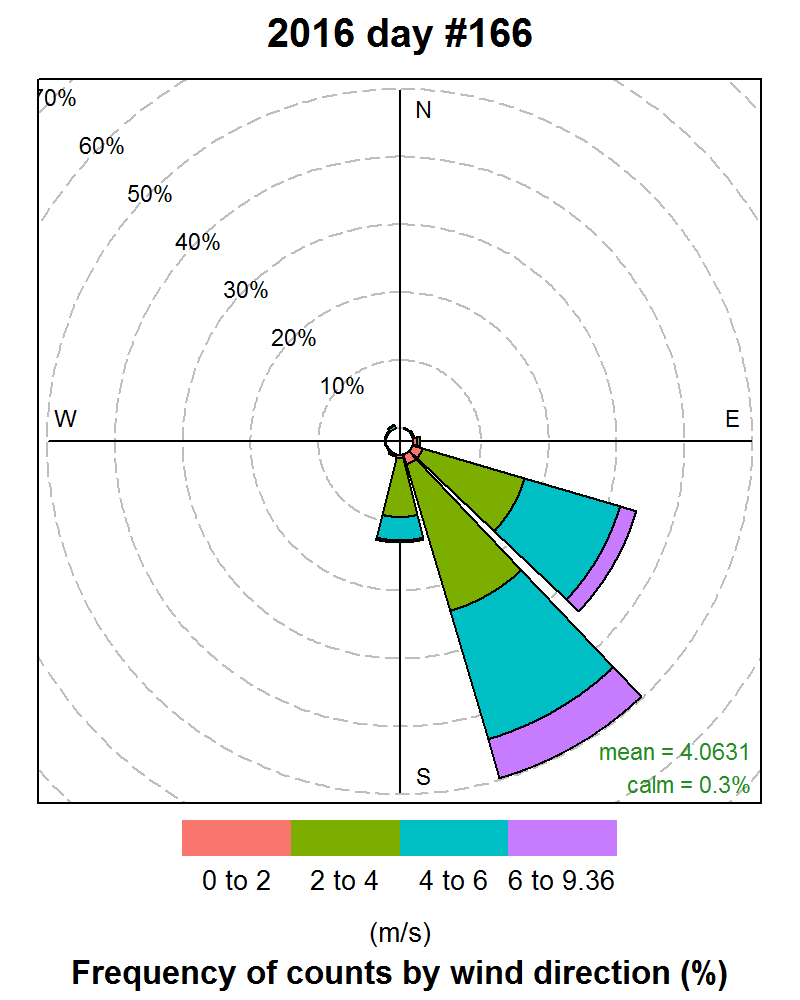 2016 day #166
70%
60%
50%
40%
30%
20%
10%
N
W
E
S
mean = 4.0631
calm = 0.3%
0 to 2 2 to 4 4 to 6 6 to 9.36
(m/s)
Frequency of counts by wind direction (%)